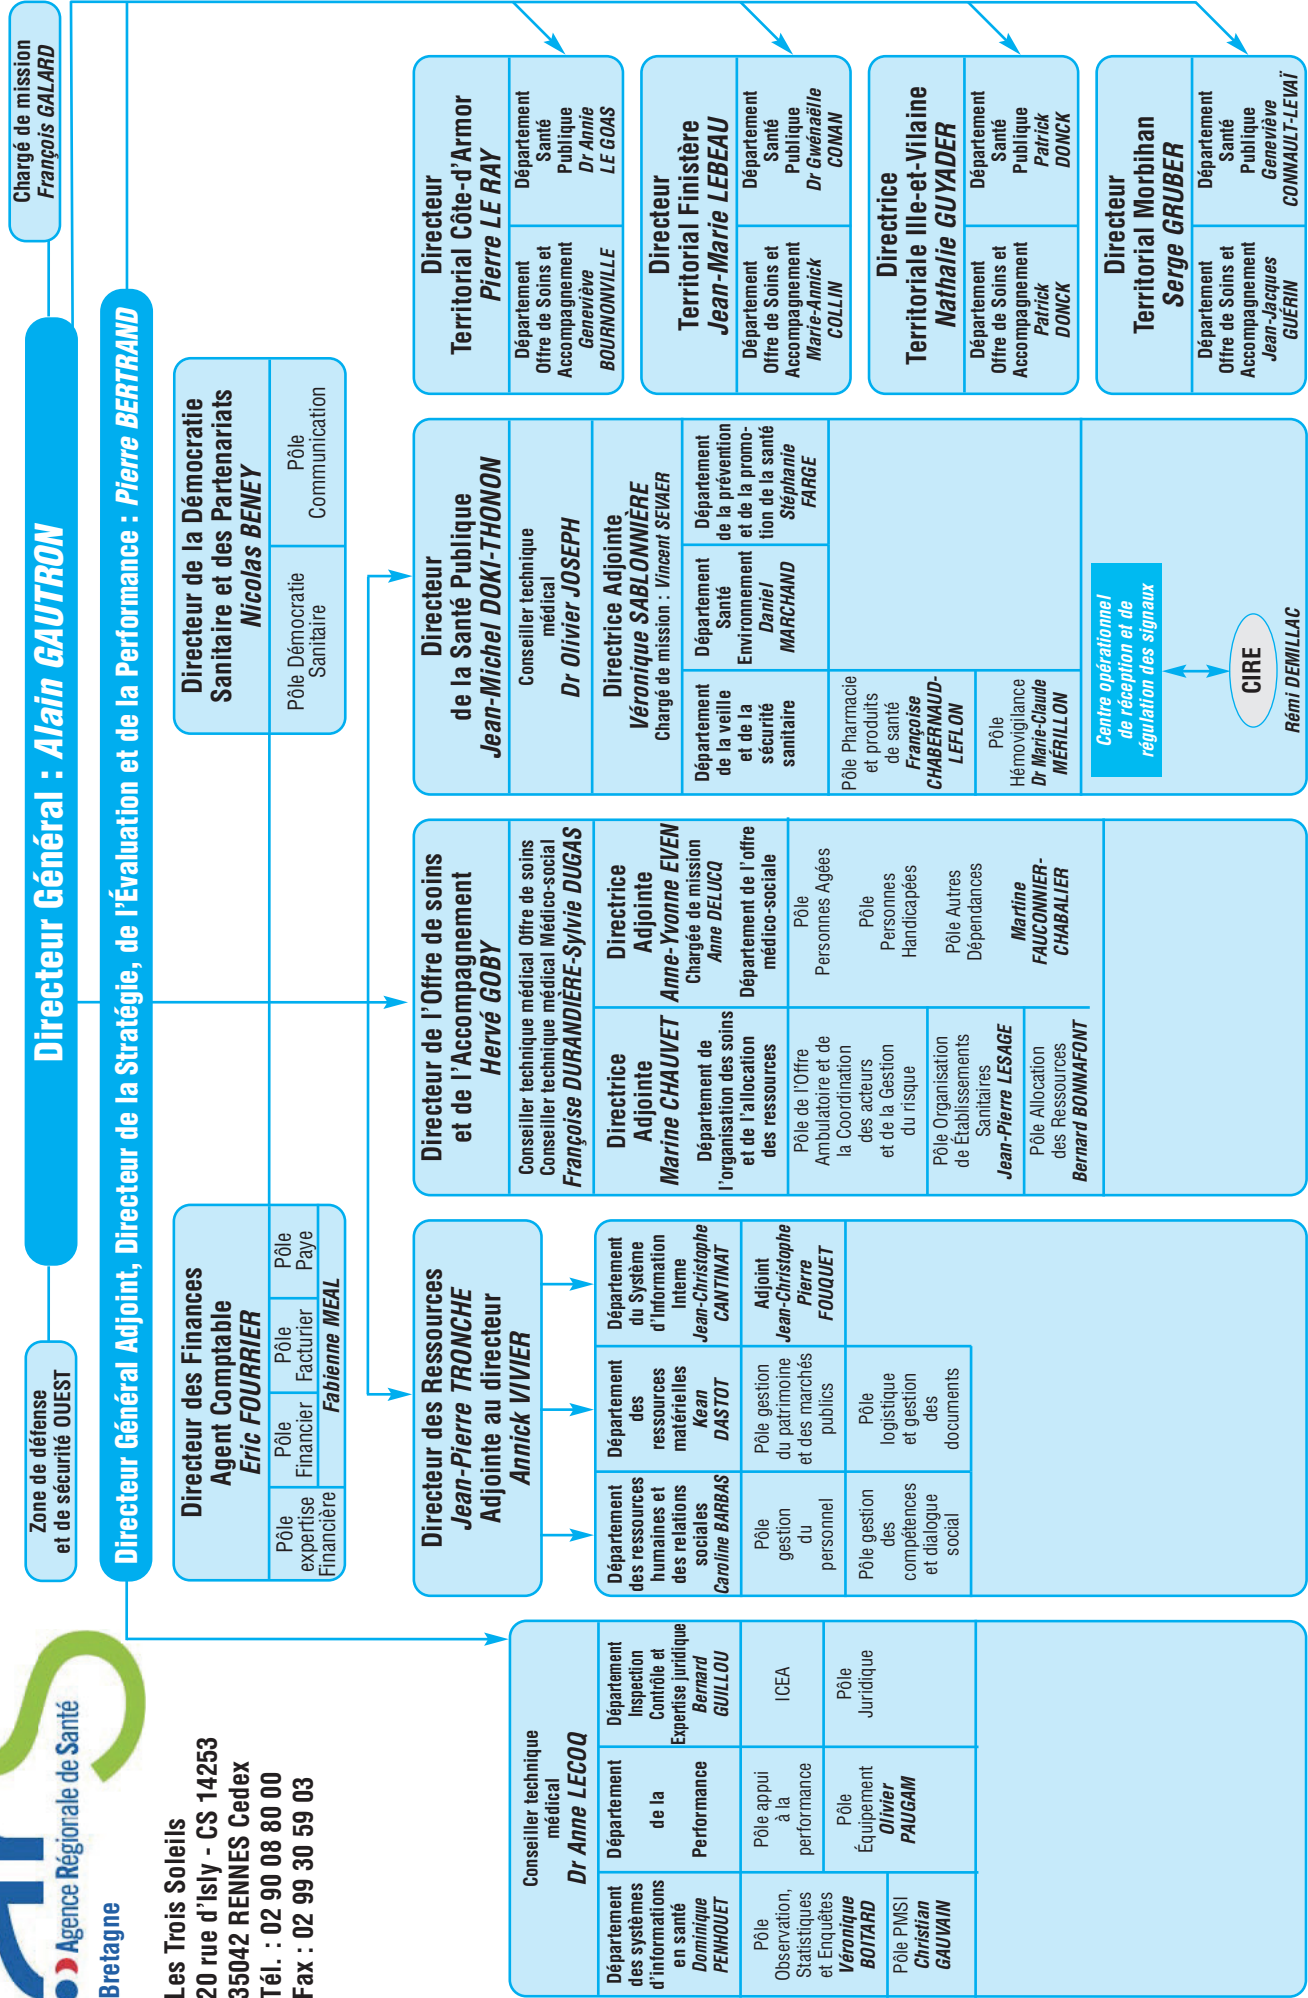 Agence Régionale de Santé
Bretagne
Les Trois Soleils
20 rue d'Isly - CS 14253
35042 RENNES Cedex
Tél. : 02 90 08 80 00
Fax : 02 99 30 59 03
Zone de défense
et de sécurité OUEST
Directeur Général : Alain GAUTRON
Chargé de mission
François GALARD
Directeur Général Adjoint, Directeur de la Stratégie, de l'Évaluation et de la Performance : Pierre BERTRAND
Directeur des Finances
Agent Comptable
Eric FOURRIER
Pôle
expertise
Financière
Pôle
Financier
Pôle
Facturier
Pôle
Paye
Fabienne MEAL
Directeur de la Démocratie
Sanitaire et des Partenariats
Nicolas BENEY
Pôle Démocratie
Sanitaire
Pôle
Communication
Conseiller technique
médical
Dr Anne LECOQ
Département
des systèmes
d'informations
en santé
Dominique
PENHOUET
Pôle
Observation,
Statistiques
et Enquêtes
Véronique
BOITARD
Pôle PMSI
Christian
GAUVAIN
Département
de la
Performance
Pôle appui
à la
performance
Pôle
Équipement
Olivier
PAUGAM
Département
Inspection
Contrôle et
Expertise juridique
Bernard
GUILLOU
ICEA
Pôle
Juridique
Directeur des Ressources
Jean-Pierre TRONCHE
Adjointe au directeur
Annick VIVIER
Département
des ressources
humaines et
des relations
sociales
Caroline BARBAS
Pôle
gestion
du
personnel
Pôle gestion
des
compétences
et dialogue
social
Département
des
ressources
matérielles
Kean
DASTOT
Pôle gestion
du patrimoine
et des marchés
publics
Pôle
logistique
et gestion
des
documents
Département
du Système
d'Information
Interne
Jean-Christophe
CANTINAT
Adjoint
Jean-Christophe
Pierre
FOUQUET
Directeur de l'Offre de soins
et de l'Accompagnement
Hervé GOBY
Conseiller technique médical Offre de soins
Conseiller technique médical Médico-social
Françoise DURANDIÈRE-Sylvie DUGAS
Directrice
Adjointe
Marine CHAUVET
Département de
l'organisation des soins
et de l'allocation
des ressources
Pôle de l'Offre
Ambulatoire et de
la Coordination
des acteurs
et de la Gestion
du risque
Pôle Organisation
de Établissements
Sanitaires
Jean-Pierre LESAGE
Pôle Allocation
des Ressources
Bernard BONNAFONT
Directrice
Adjointe
Anne-Yvonne EVEN
Chargée de mission
Anne DELUCQ
Département de l'offre
médico-sociale
Pôle
Personnes Agées
Pôle
Personnes
Handicapées
Pôle Autres
Dépendances
Martine
FAUCONNIER-
CHABALIER
Directeur
de la Santé Publique
Jean-Michel DOKI-THONON
Conseiller technique
médical
Dr Olivier JOSEPH
Directrice Adjointe
Véronique SABLONNIÈRE
Chargé de mission : Vincent SEVAER
Département
de la veille
et de la
sécurité
sanitaire
Pôle Pharmacie
et produits
de santé
Françoise
CHABERNAUD-
LEFLON
Pôle
Hémovigilance
Dr Marie-Claude
MÉRILLON
Département
Santé
Environnement
Daniel
MARCHAND
Département
de la prévention
et de la promo-
tion de la santé
Stéphanie
FARGE
Centre opérationnel
de réception et de
régulation des signaux
CIRE
Rémi DEMILLAC
Directeur
Territorial Côte-d'Armor
Pierre LE RAY
Département
Offre de Soins et
Accompagnement
Geneviève
BOURNONVILLE
Département
Santé
Publique
Dr Annie
LE GOAS
Directeur
Territorial Finistère
Jean-Marie LEBEAU
Département
Offre de Soins et
Accompagnement
Marie-Annick
COLLIN
Département
Santé
Publique
Dr Gwénaëlle
CONAN
Directrice
Territoriale Ille-et-Vilaine
Nathalie GUYADER
Département
Offre de Soins et
Accompagnement
Patrick
DONCK
Département
Santé
Publique
Patrick
DONCK
Directeur
Territorial Morbihan
Serge GRUBER
Département
Offre de Soins et
Accompagnement
Jean-Jacques
GUÉRIN
Département
Santé
Publique
Geneviève
CONNAULT-LEVAÏ